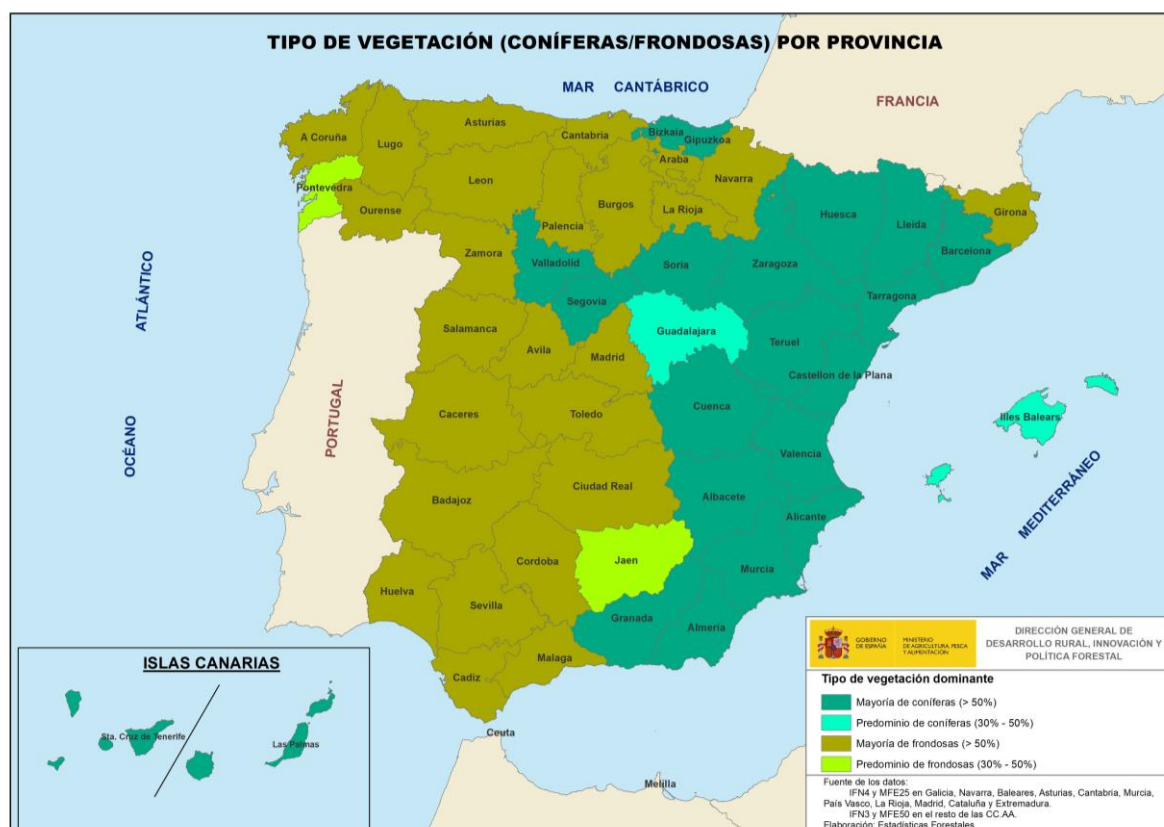 TIPO DE VEGETACIÓN (CONÍFERAS/FRONDOSAS) POR PROVINCIA
MAR CANTÁBRICO
FRANCIA
A Coruña
Lugo
Asturias
Cantabria
Bizkaia
Gipuzkoa
Araba
Navarra
Pontevedra
Ourense
Leon
Palencia
Burgos
La Rioja
Huesca
Lleida
Girona
Barcelona
Zamora
Valladolid
Soria
Zaragoza
Segovia
Tarragona
OCÉANO ATLÁNTICO
PORTUGAL
Salamanca
Avila
Madrid
Guadalajara
Teruel
Castellon de la Plana
Caceres
Toledo
Cuenca
Valencia
Illes Balears
MAR MEDITERRÁNEO
Badajoz
Ciudad Real
Albacete
Alicante
Huelva
Sevilla
Cordoba
Jaen
Murcia
Granada
Almería
Malaga
Cadiz
Ceuta
Melilla
ISLAS CANARIAS
Sta. Cruz de Tenerife
Las Palmas
GOBIERNO
DE ESPAÑA
MINISTERIO
DE AGRICULTURA, PESCA
Y ALIMENTACIÓN
DIRECCIÓN GENERAL DE
DESARROLLO RURAL, INNOVACIÓN Y
POLÍTICA FORESTAL
Tipo de vegetación dominante
Mayoría de coníferas (> 50%)
Predominio de coníferas (30% - 50%)
Mayoría de frondosas (> 50%)
Predominio de frondosas (30% - 50%)
Fuente de los datos:
IFN4 y MFE25 en Galicia, Navarra, Baleares, Asturias, Cantabria, Murcia,
País Vasco, La Rioja, Madrid, Cataluña y Extremadura.
IFN3 y MFE50 en el resto de las CC.AA.
Elaboración: Estadísticas Forestales